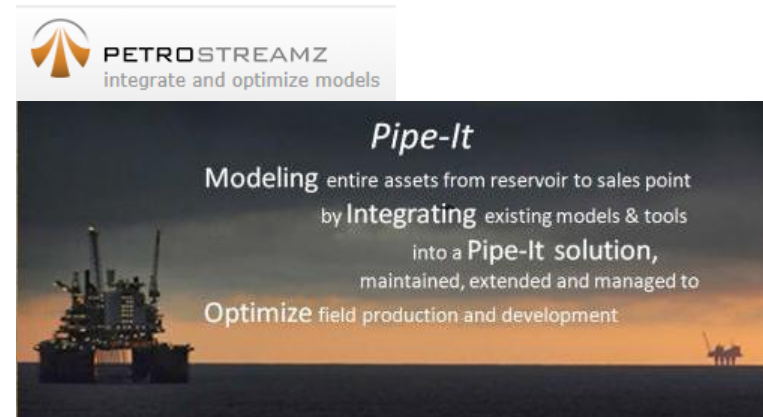 PETROSTREAMZ
integrate and optimize models
Pipe-It
Modeling entire assets from reservoir to sales point
by Integrating existing models & tools
into a Pipe-It solution,
maintained, extended and managed to
Optimize field production and development